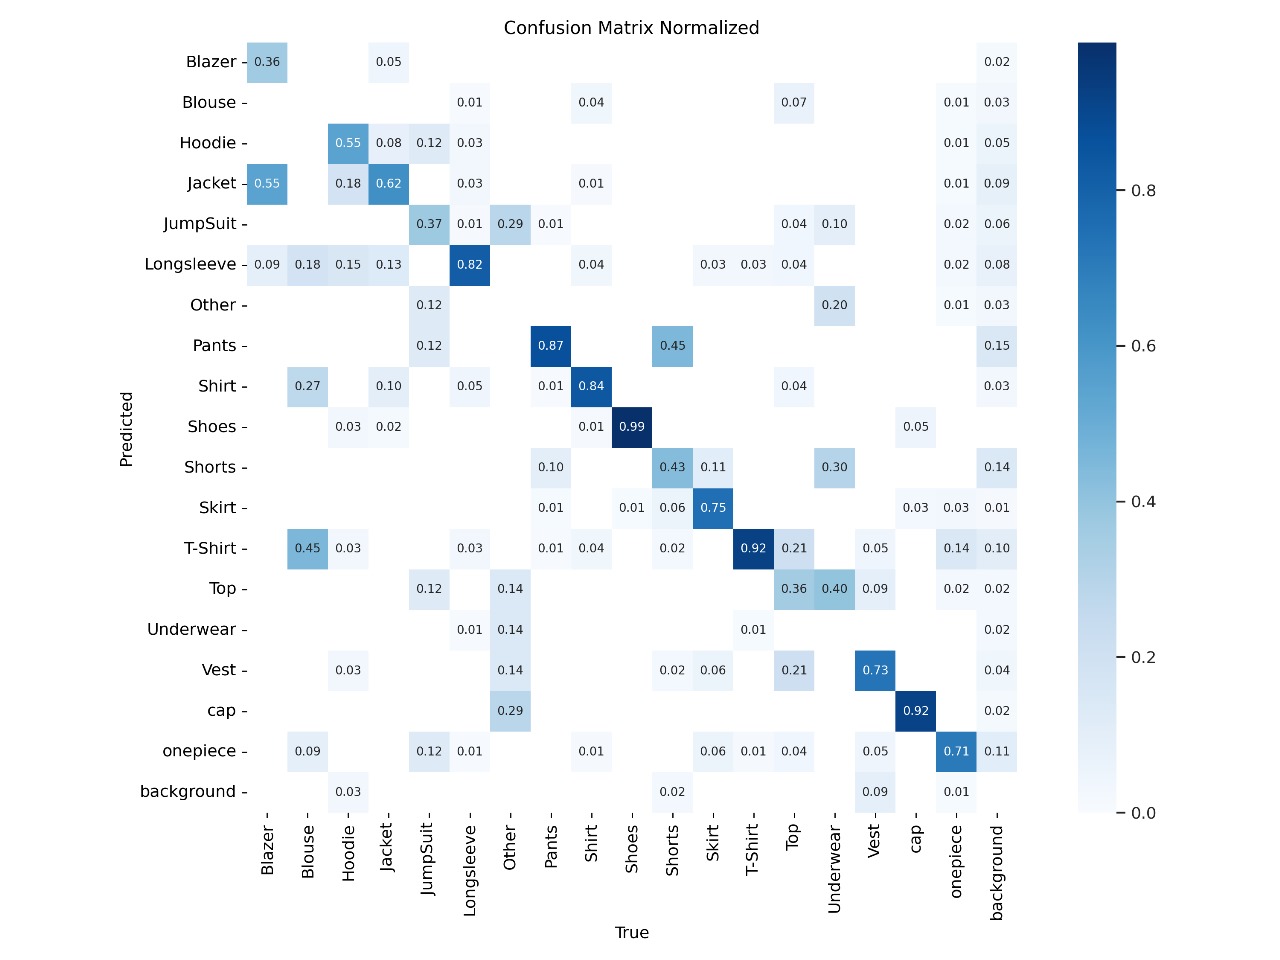 Confusion Matrix Normalized
Blazer 0.36 0.05 0.02
Blouse 0.01 0.04 0.07 0.01 0.03
Hoodie 0.55 0.08 0.12 0.03 0.01 0.05
Jacket 0.55 0.18 0.62 0.03 0.01 0.01 0.09
0.8
JumpSuit 0.37 0.01 0.29 0.01 0.04 0.10 0.02 0.06
Longsleeve 0.09 0.18 0.15 0.13 0.82 0.04 0.03 0.03 0.04 0.02 0.08
Other 0.12 0.20 0.01 0.03
Pants 0.12 0.87 0.45 0.15
0.6
Shirt 0.27 0.10 0.05 0.01 0.84 0.04 0.03
Predicted
Shoes 0.03 0.02 0.01 0.99 0.05
Shorts 0.10 0.43 0.11 0.30 0.14
0.4
Skirt 0.01 0.01 0.06 0.75 0.03 0.03 0.01
T-Shirt 0.45 0.03 0.03 0.01 0.04 0.02 0.92 0.21 0.05 0.14 0.10
Top 0.12 0.14 0.36 0.40 0.09 0.02 0.02
Underwear 0.01 0.14 0.01 0.02
0.2
Vest 0.03 0.14 0.02 0.06 0.21 0.73 0.04
cap 0.29 0.92 0.02
onepiece 0.09 0.12 0.01 0.01 0.06 0.01 0.04 0.05 0.71 0.11
background 0.03 0.02 0.09 0.01
0.0
Blazer Blouse Hoodie Jacket JumpSuit Longsleeve Other Pants Shirt Shoes Shorts Skirt T-Shirt Top Underwear Vest cap onepiece background
True